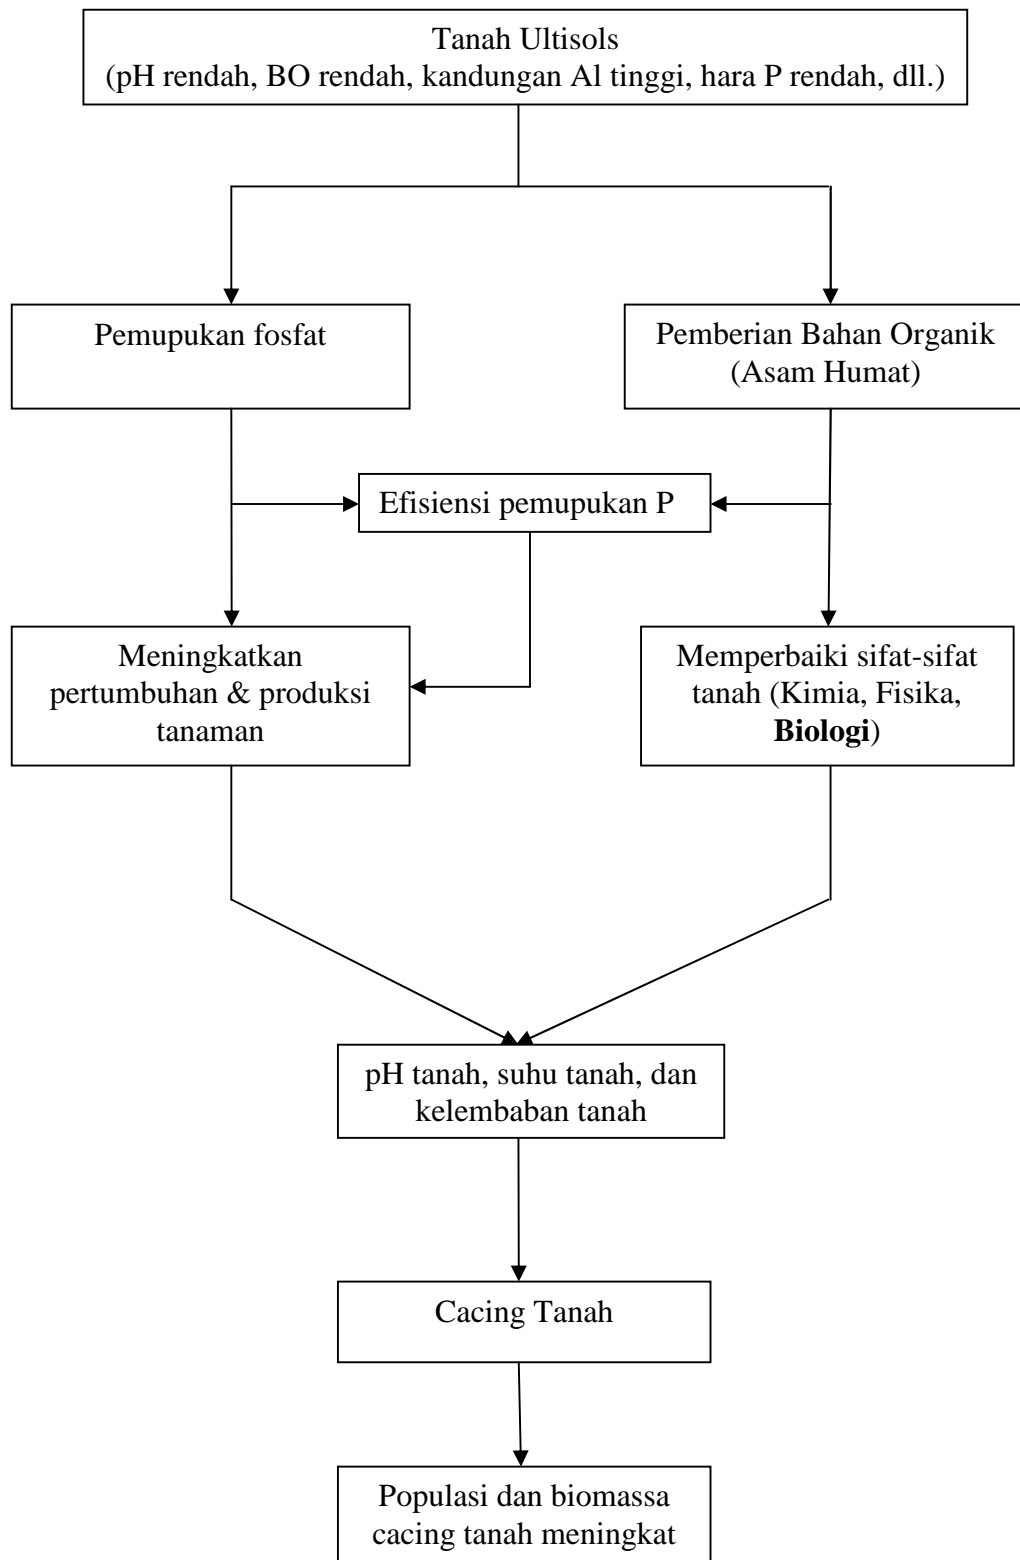 Tanah Ultisols
(pH rendah, BO rendah, kandungan Al tinggi, hara P rendah, dll.)
Pemupukan fosfat
Pemberian Bahan Organik
(Asam Humat)
Efisiensi pemupukan P
Meningkatkan
pertumbuhan & produksi
tanaman
Memperbaiki sifat-sifat
tanah (Kimia, Fisika,
Biologi)
pH tanah, suhu tanah, dan
kelembaban tanah
Cacing Tanah
Populasi dan biomassa
cacing tanah meningkat